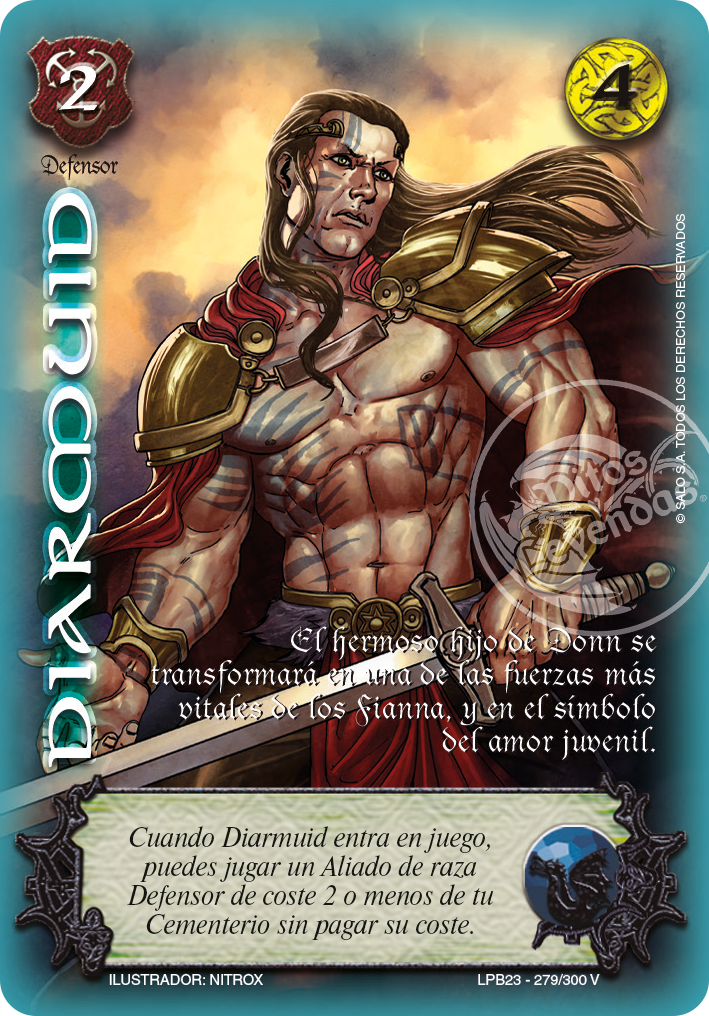 2
4
Defensor
DIARMUID
© SALO S.A. TODOS LOS DERECHOS RESERVADOS
Mitos
Leyendas
El hermoso hijo de Donn se
transformará en una de las fuerzas más
vitales de los Fianna, y en el símbolo
del amor juvenil.
Cuando Diarmuid entra en juego,
puedes jugar un Aliado de raza
Defensor de coste 2 o menos de tu
Cementerio sin pagar su coste.
ILUSTRADOR: NITROX
LPB23 - 279/300 V